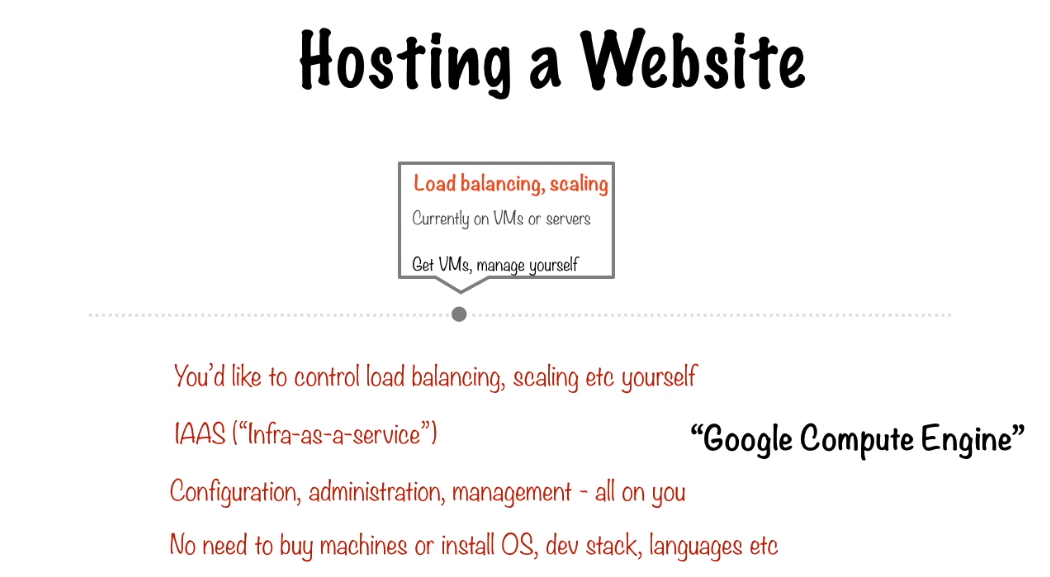 Hosting a Website
Load balancing, scaling
Currently on VMs or servers
Get VMs, manage yourself
You'd like to control load balancing, scaling etc yourself
IAAS (“Infra-as-a-service”)
“Google Compute Engine”
Configuration, administration, management - all on you
No need to buy machines or install OS, dev stack, languages etc